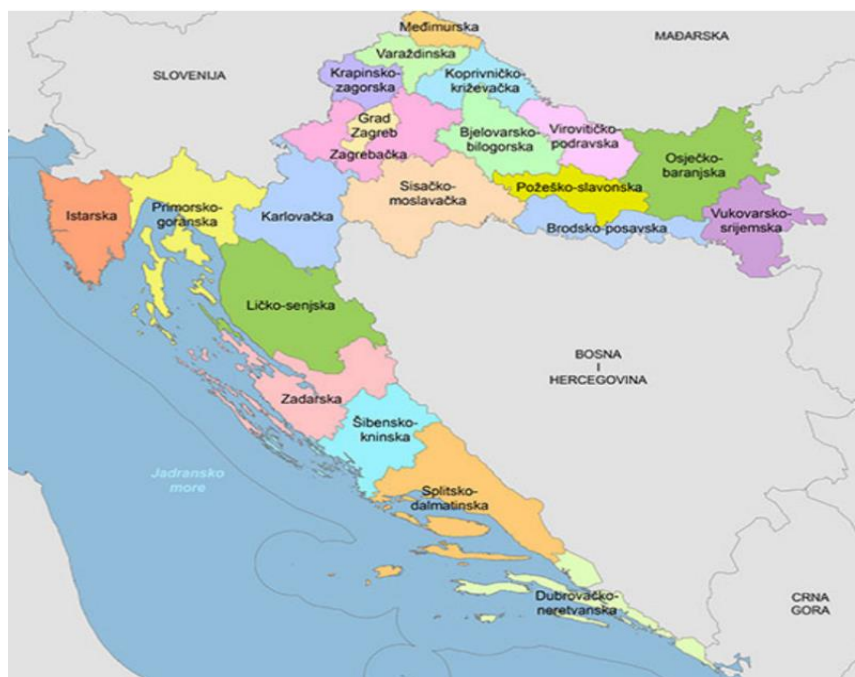 Međimurska
MAĐARSKA
Varaždinska
SLOVENIJA
Krapinsko-
zagorska
Koprivničko-
križevačka
Grad
Zagreb
Zagrebačka
Bjelovarsko-
bilogorska
Virovitičko-
podravska
Osječko-
baranjska
Istarska
Primorsko-
goranska
Karlovačka
Sisačko-
moslavačka
Požeško-slavonska
Brodsko-posavska
Vukovarsko-
srijemska
Ličko-senjska
BOSNA
I
HERCEGOVINA
Zadarska
Šibensko-
kninska
Jadransko
more
Splitsko-
dalmatinska
Dubrovačko-
neretvanska
CRNA
GORA